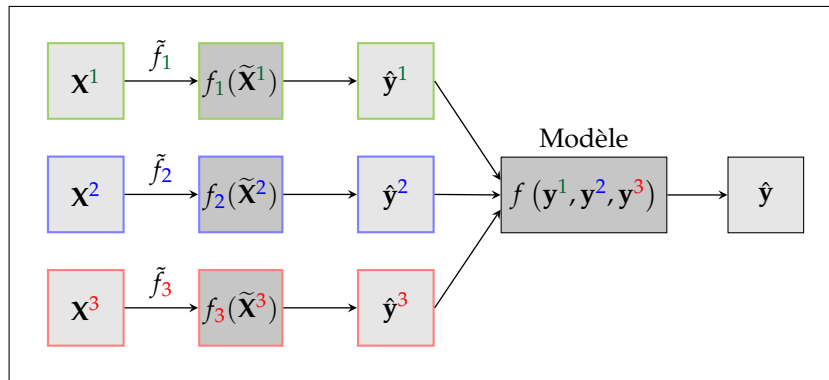 X¹ f̃₁ f₁(X̃¹) ŷ¹
Modèle
X² f̃₂ f₂(X̃²) ŷ² f (y¹, y², y³) ŷ
X³ f̃₃ f₃(X̃³) ŷ³